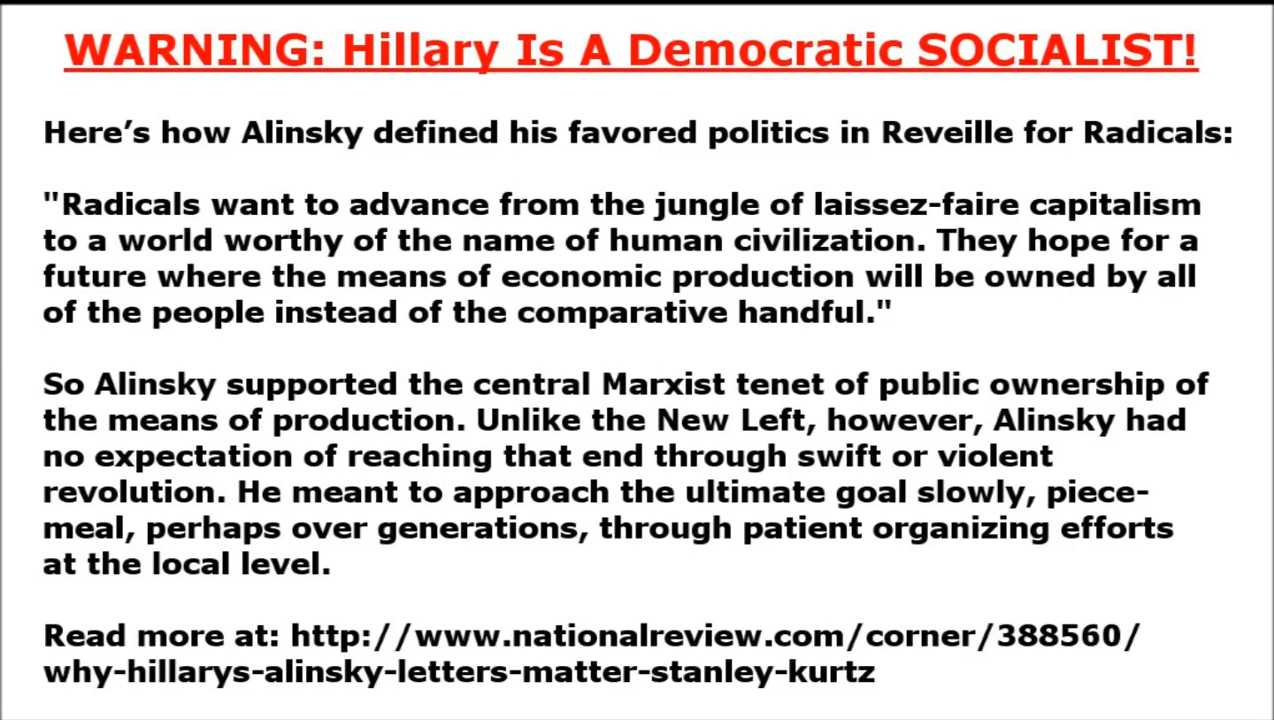 WARNING: Hillary Is A Democratic SOCIALIST!
Here’s how Alinsky defined his favored politics in Reveille for Radicals:
"Radicals want to advance from the jungle of laissez-faire capitalism
to a world worthy of the name of human civilization. They hope for a
future where the means of economic production will be owned by all
of the people instead of the comparative handful."
So Alinsky supported the central Marxist tenet of public ownership of
the means of production. Unlike the New Left, however, Alinsky had
no expectation of reaching that end through swift or violent
revolution. He meant to approach the ultimate goal slowly, piece-
meal, perhaps over generations, through patient organizing efforts
at the local level.
Read more at: http://www.nationalreview.com/corner/388560/
why-hillarys-alinsky-letters-matter-stanley-kurtz